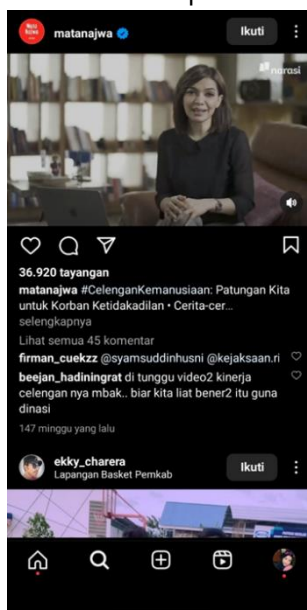 Mata
Najwa
matanajwa
Ikuti
narasi
36.920 tayangan
matanajwa #CelenganKemanusiaan: Patungan Kita
untuk Korban Ketidakadilan • Cerita-cer...
selengkapnya
Lihat semua 45 komentar
firman_cuekzz @syamsuddinhusni @kejaksaan.ri
beejan_hadiningrat di tunggu video2 kinerja
celengan nya mbak.. biar kita liat bener2 itu guna
dinasi
147 minggu yang lalu
ekky_charera
Lapangan Basket Pemkab
Ikuti